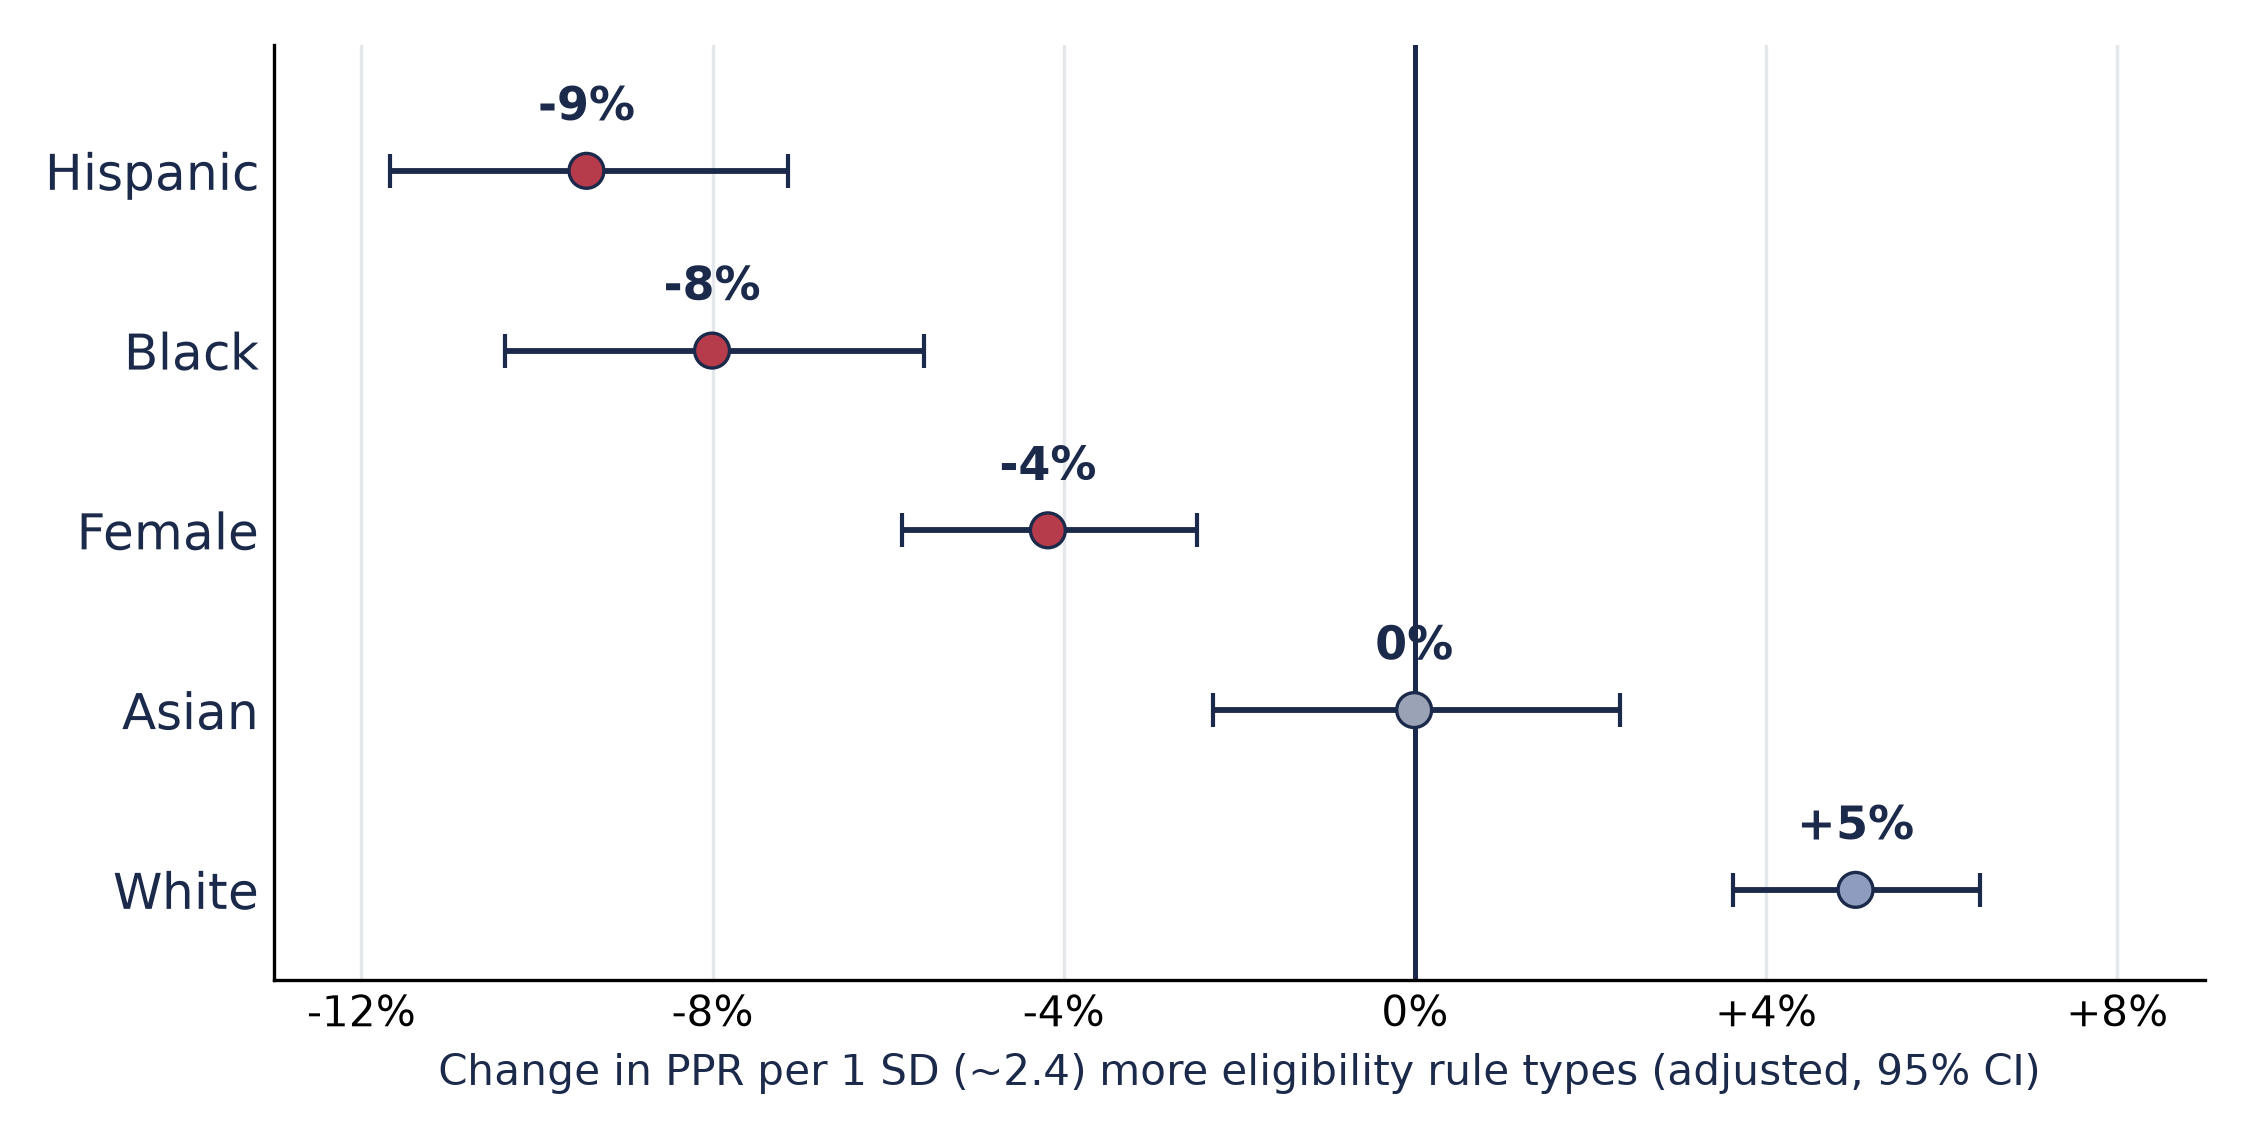 -9%
Hispanic
-8%
Black
-4%
Female
0%
Asian
+5%
White
-12% -8% -4% 0% +4% +8%
Change in PPR per 1 SD (~2.4) more eligibility rule types (adjusted, 95% CI)